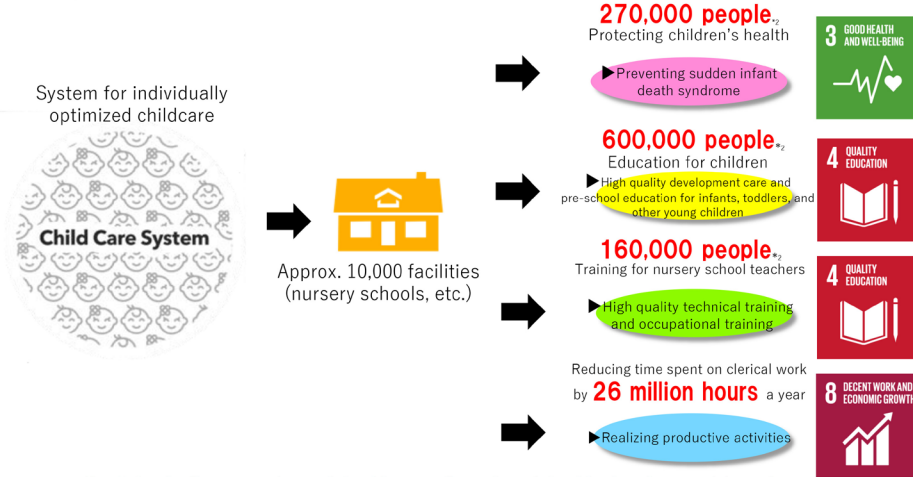 System for individually
optimized childcare
Child Care System
Approx. 10,000 facilities
(nursery schools, etc.)
270,000 people*2
Protecting children's health
▶Preventing sudden infant
death syndrome
3 GOOD HEALTH
AND WELL-BEING
600,000 people*2
Education for children
▶High quality development care and
pre-school education for infants, toddlers, and
other young children
4 QUALITY
EDUCATION
160,000 people*2
Training for nursery school teachers
▶High quality technical training
and occupational training
4 QUALITY
EDUCATION
Reducing time spent on clerical work
by 26 million hours a year
▶Realizing productive activities
8 DECENT WORK AND
ECONOMIC GROWTH